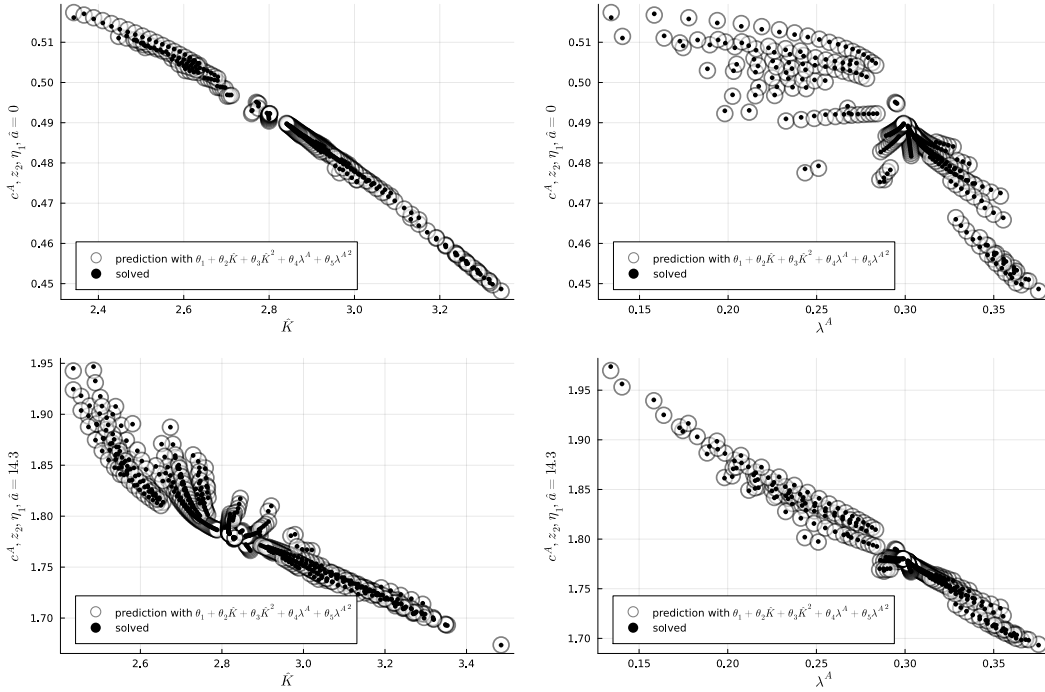 0.51
0.50
0.49
0.48
0.47
0.46
0.45
c^A, z_2, η_1, â = 0
prediction with θ_1 + θ_2K̂ + θ_3K̂^2 + θ_4λ^A + θ_5λ^{A2}
solved
2.4 2.6 2.8 3.0 3.2
K̂
0.51
0.50
0.49
0.48
0.47
0.46
0.45
c^A, z_2, η_1, â = 0
prediction with θ_1 + θ_2K̂ + θ_3K̂^2 + θ_4λ^A + θ_5λ^{A2}
solved
0.15 0.20 0.25 0.30 0.35
λ^A
1.95
1.90
1.85
1.80
1.75
1.70
c^A, z_2, η_1, â = 14.3
prediction with θ_1 + θ_2K̂ + θ_3K̂^2 + θ_4λ^A + θ_5λ^{A2}
solved
2.6 2.8 3.0 3.2 3.4
K̂
1.95
1.90
1.85
1.80
1.75
1.70
c^A, z_2, η_1, â = 14.3
prediction with θ_1 + θ_2K̂ + θ_3K̂^2 + θ_4λ^A + θ_5λ^{A2}
solved
0.15 0.20 0.25 0.30 0.35
λ^A